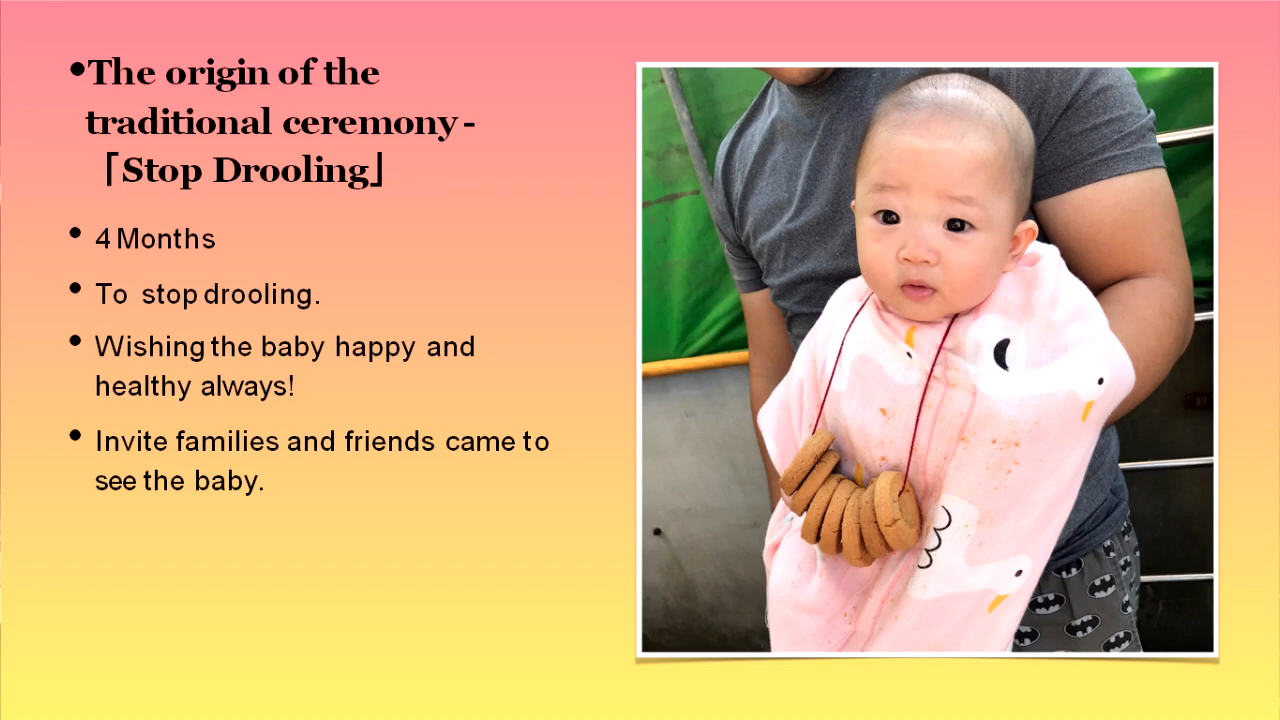 •The origin of the
traditional ceremony-
「Stop Drooling」
• 4 Months
• To stop drooling.
• Wishing the baby happy and
healthy always!
• Invite families and friends came to
see the baby.